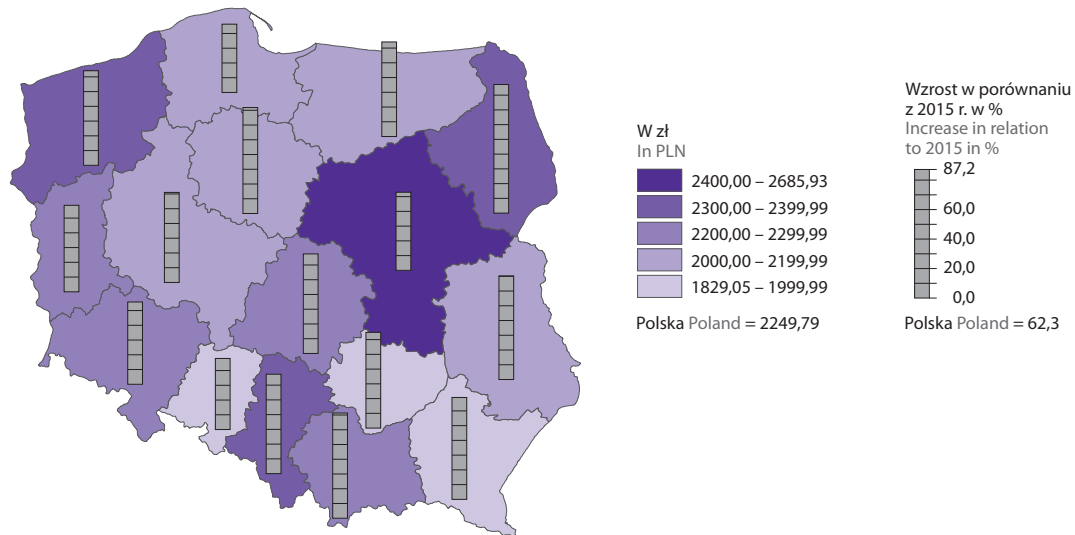 W zł
In PLN
2400,00 – 2685,93
2300,00 – 2399,99
2200,00 – 2299,99
2000,00 – 2199,99
1829,05 – 1999,99
Polska Poland = 2249,79
Wzrost w porównaniu
z 2015 r. w %
Increase in relation
to 2015 in %
87,2
60,0
40,0
20,0
0,0
Polska Poland = 62,3